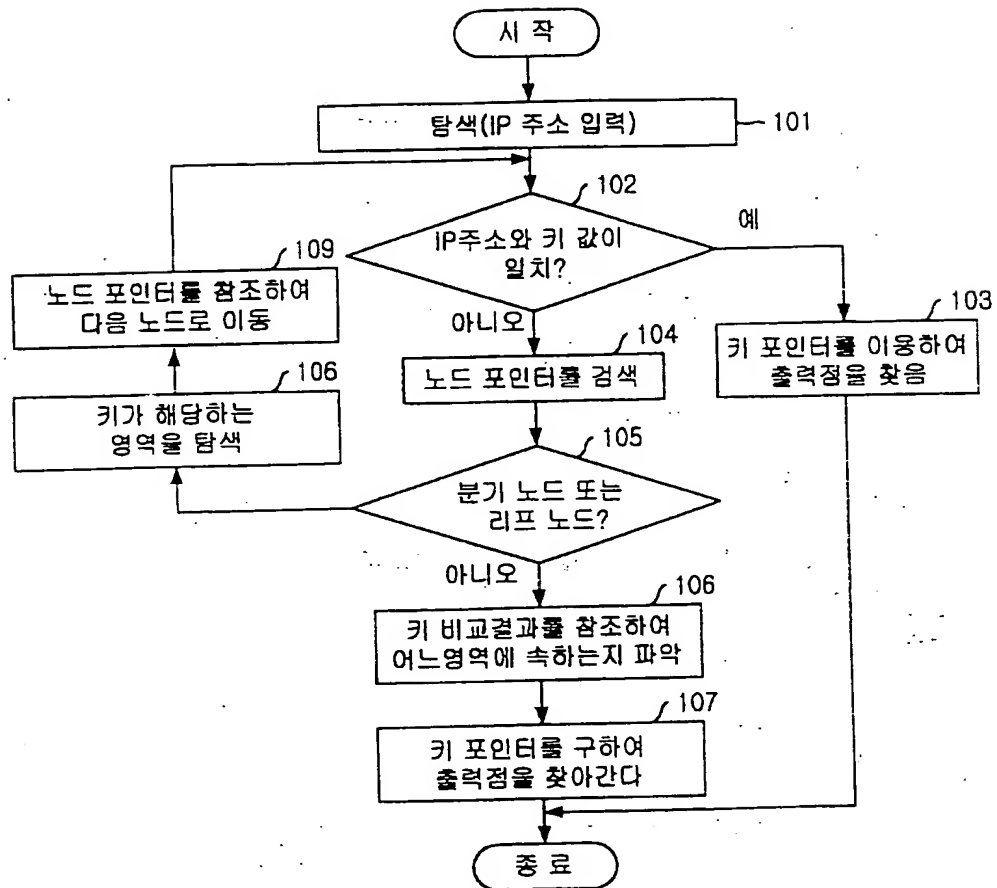 시 작
탐색(IP 주소 입력)
101
102
IP주소와 키 값이
일치?
예
아니오
109
노드 포인터를 참조하여
다음 노드로 이동
103
키 포인터를 이용하여
출력점을 찾음
104
노드 포인터를 검색
106
키가 해당하는
영역을 탐색
105
분기 노드 또는
리프 노드?
아니오
106
키 비교결과를 참조하여
어느영역에 속하는지 파악
107
키 포인터를 구하여
출력점을 찾아간다
종 료